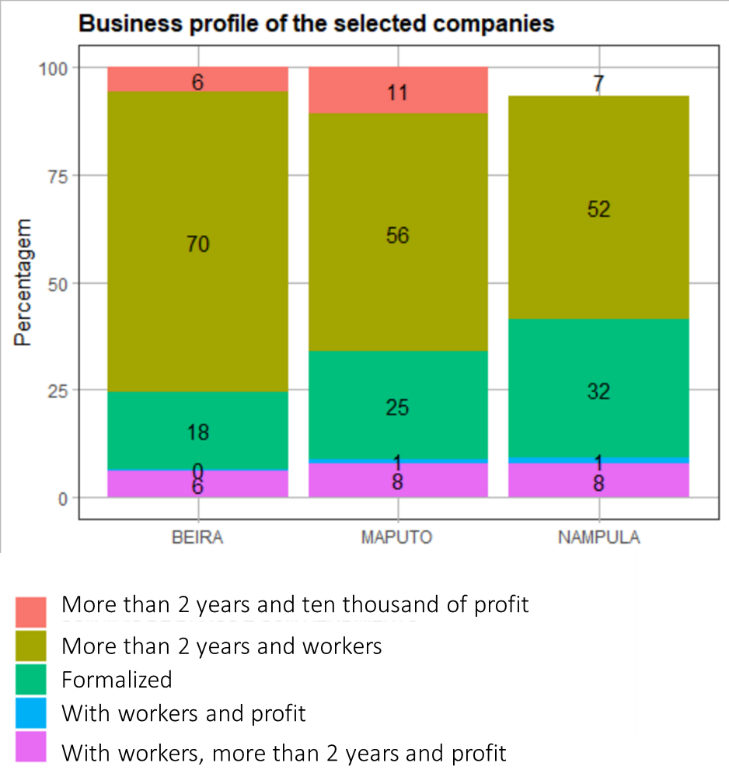 Business profile of the selected companies
100
75
50
25
0
Percentagem
6
70
18
0
6
11
56
25
1
8
7
52
32
1
8
BEIRA
MAPUTO
NAMPULA
More than 2 years and ten thousand of profit
More than 2 years and workers
Formalized
With workers and profit
With workers, more than 2 years and profit